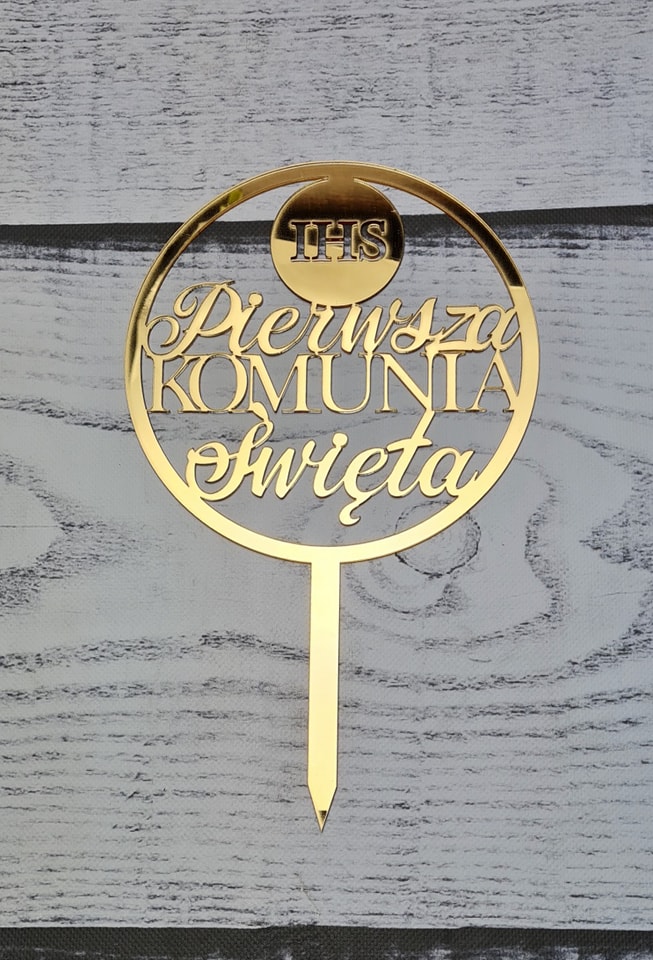 IHS
Pierwsza
KOMUNIA
Święta